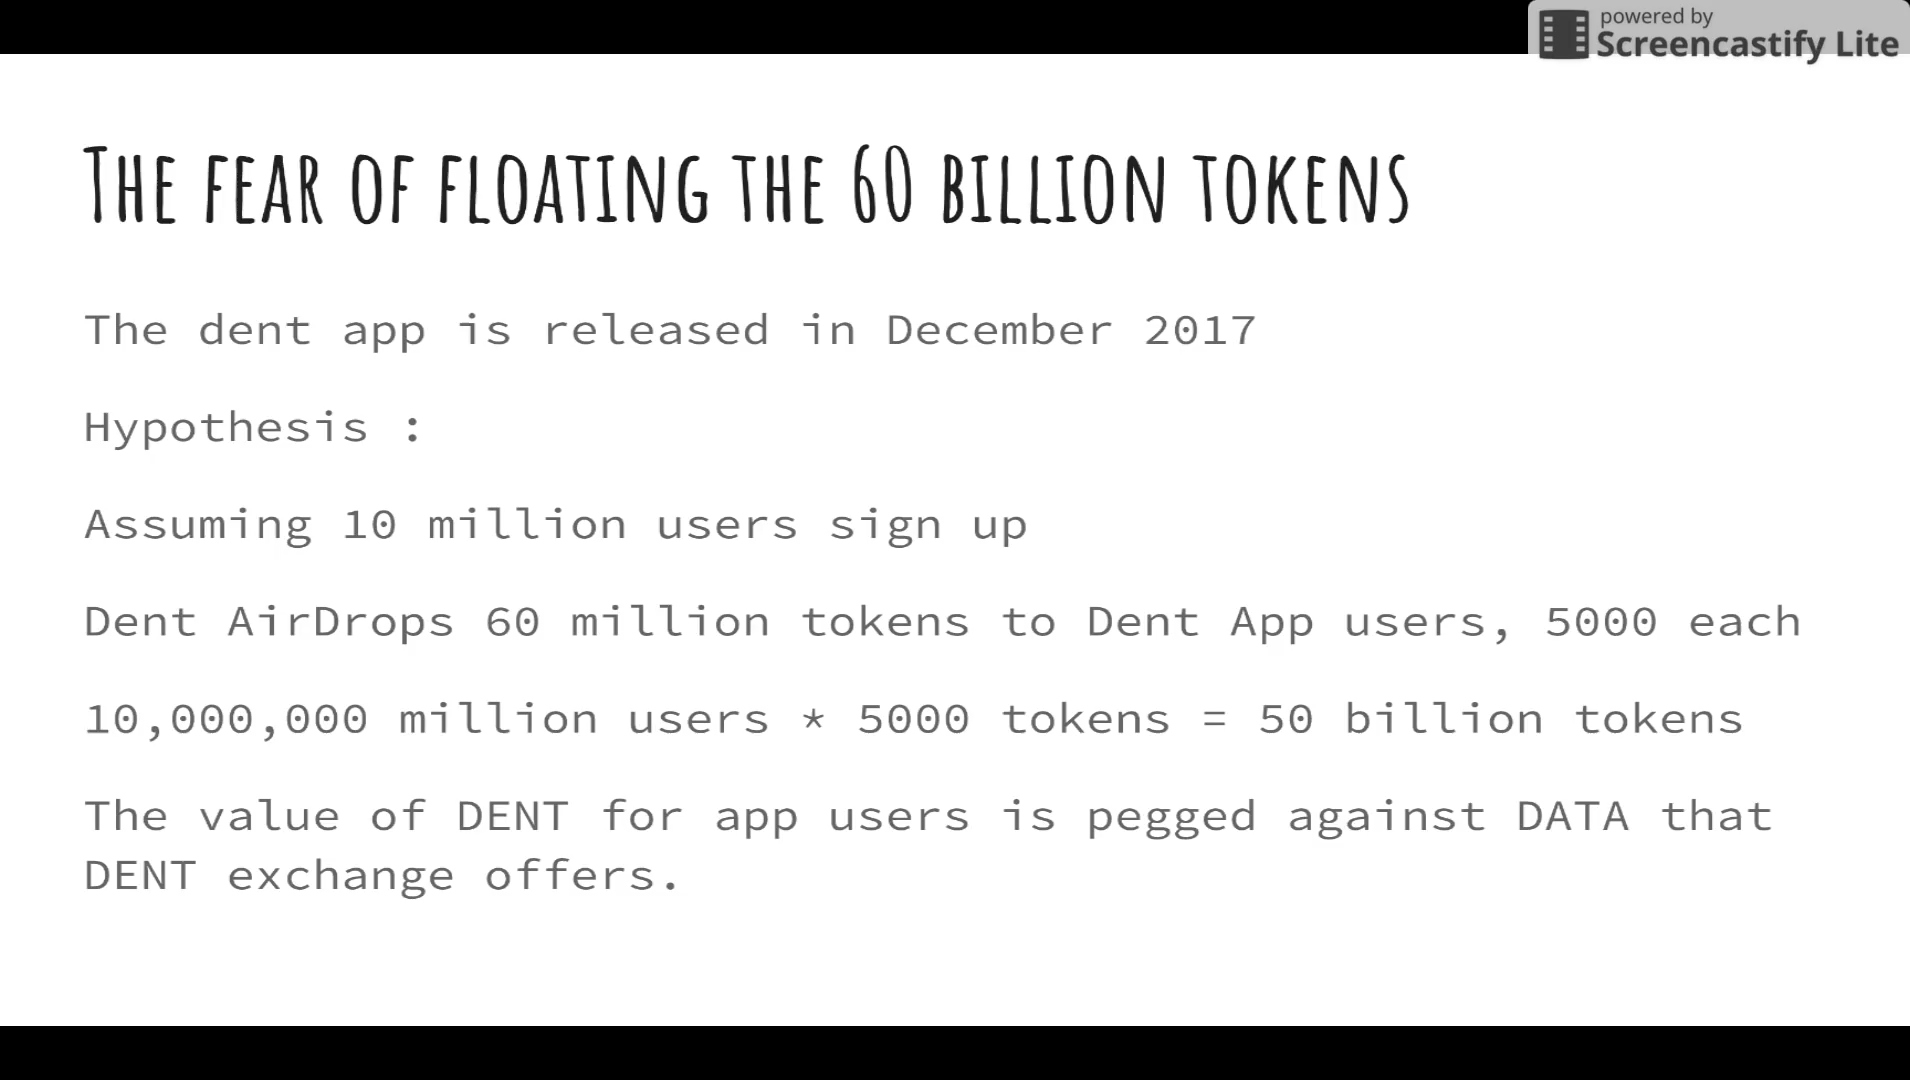 powered by
Screencastify Lite
The fear of floating the 60 billion tokens
The dent app is released in December 2017
Hypothesis :
Assuming 10 million users sign up
Dent AirDrops 60 million tokens to Dent App users, 5000 each
10,000,000 million users * 5000 tokens = 50 billion tokens
The value of DENT for app users is pegged against DATA that
DENT exchange offers.